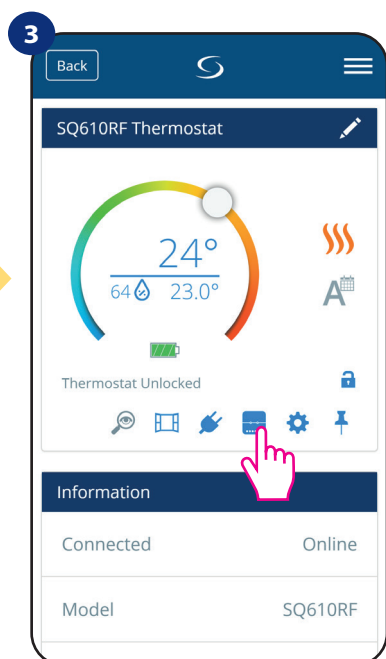 3
Back
SQ610RF Thermostat
24°
64 23.0°
A
Thermostat Unlocked
Information
Connected Online
Model SQ610RF